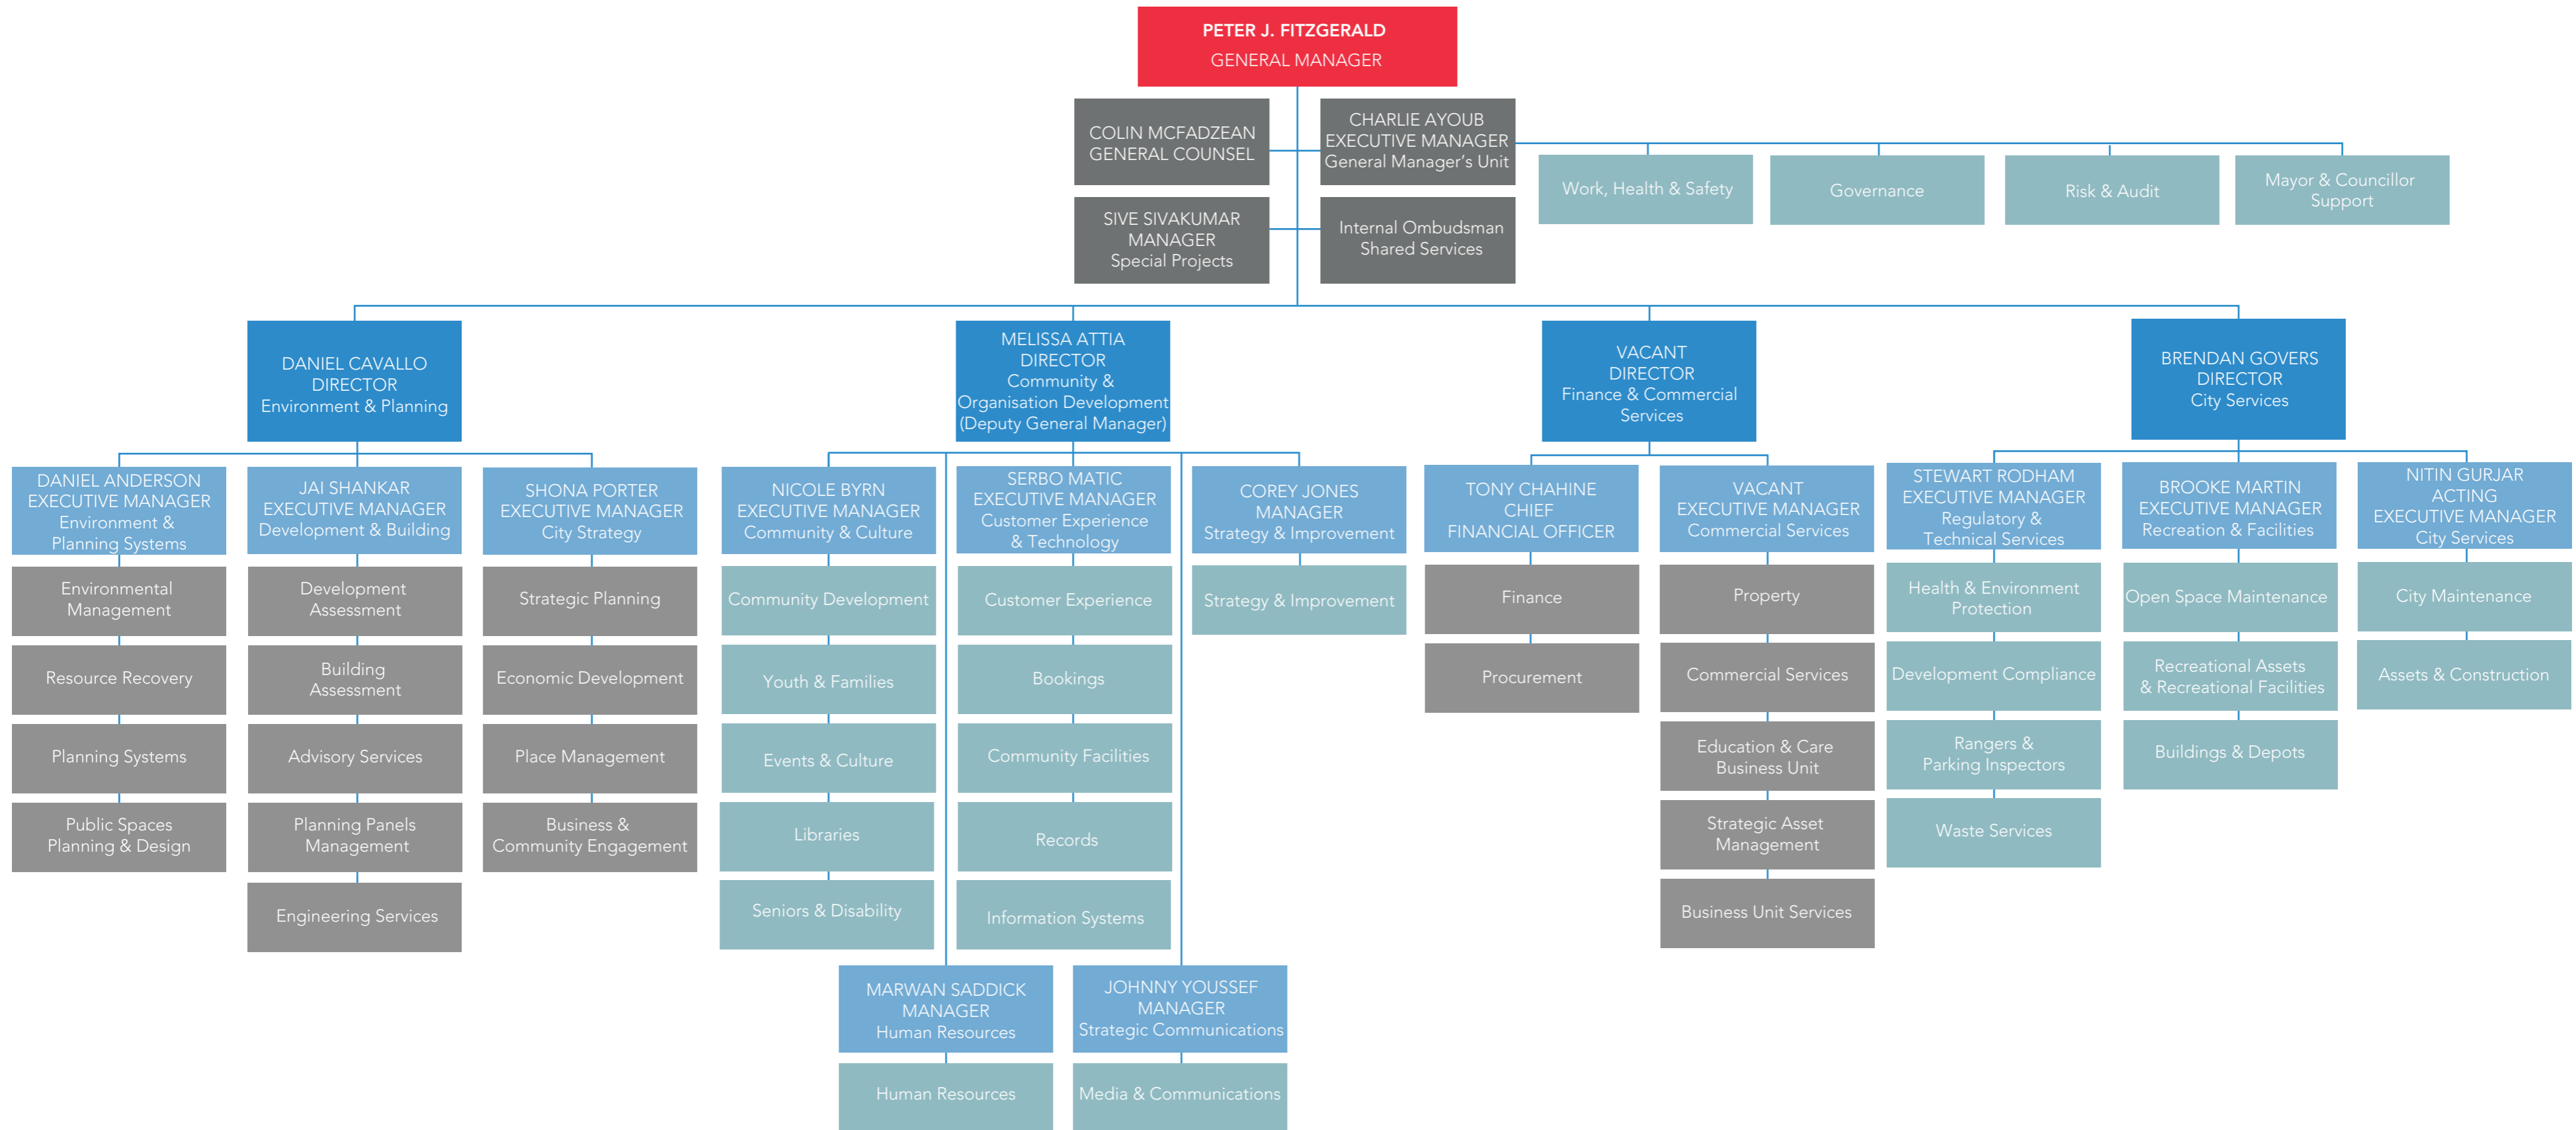 PETER J. FITZGERALD
GENERAL MANAGER
COLIN MCFADZEAN
GENERAL COUNSEL
CHARLIE AYOUB
EXECUTIVE MANAGER
General Manager's Unit
Work, Health & Safety
Governance
Risk & Audit
Mayor & Councillor
Support
SIVE SIVAKUMAR
MANAGER
Special Projects
Internal Ombudsman
Shared Services
DANIEL CAVALLO
DIRECTOR
Environment & Planning
MELISSA ATTIA
DIRECTOR
Community &
Organisation Development
(Deputy General Manager)
VACANT
DIRECTOR
Finance & Commercial
Services
BRENDAN GOVERS
DIRECTOR
City Services
DANIEL ANDERSON
EXECUTIVE MANAGER
Environment &
Planning Systems
Environmental
Management
Resource Recovery
Planning Systems
Public Spaces
Planning & Design
JAI SHANKAR
EXECUTIVE MANAGER
Development & Building
Development
Assessment
Building
Assessment
Advisory Services
Planning Panels
Management
Engineering Services
SHONA PORTER
EXECUTIVE MANAGER
City Strategy
Strategic Planning
Economic Development
Place Management
Business &
Community Engagement
NICOLE BYRN
EXECUTIVE MANAGER
Community & Culture
Community Development
Youth & Families
Events & Culture
Libraries
Seniors & Disability
SERBO MATIC
EXECUTIVE MANAGER
Customer Experience
& Technology
Customer Experience
Bookings
Community Facilities
Records
Information Systems
COREY JONES
MANAGER
Strategy & Improvement
Strategy & Improvement
MARWAN SADDICK
MANAGER
Human Resources
Human Resources
JOHNNY YOUSSEF
MANAGER
Strategic Communications
Media & Communications
TONY CHAHINE
CHIEF
FINANCIAL OFFICER
Finance
Procurement
VACANT
EXECUTIVE MANAGER
Commercial Services
Property
Commercial Services
Education & Care
Business Unit
Strategic Asset
Management
Business Unit Services
STEWART RODHAM
EXECUTIVE MANAGER
Regulatory &
Technical Services
Health & Environment
Protection
Development Compliance
Rangers &
Parking Inspectors
Waste Services
BROOKE MARTIN
EXECUTIVE MANAGER
Recreation & Facilities
Open Space Maintenance
Recreational Assets
& Recreational Facilities
Buildings & Depots
NITIN GURJAR
ACTING
EXECUTIVE MANAGER
City Services
City Maintenance
Assets & Construction